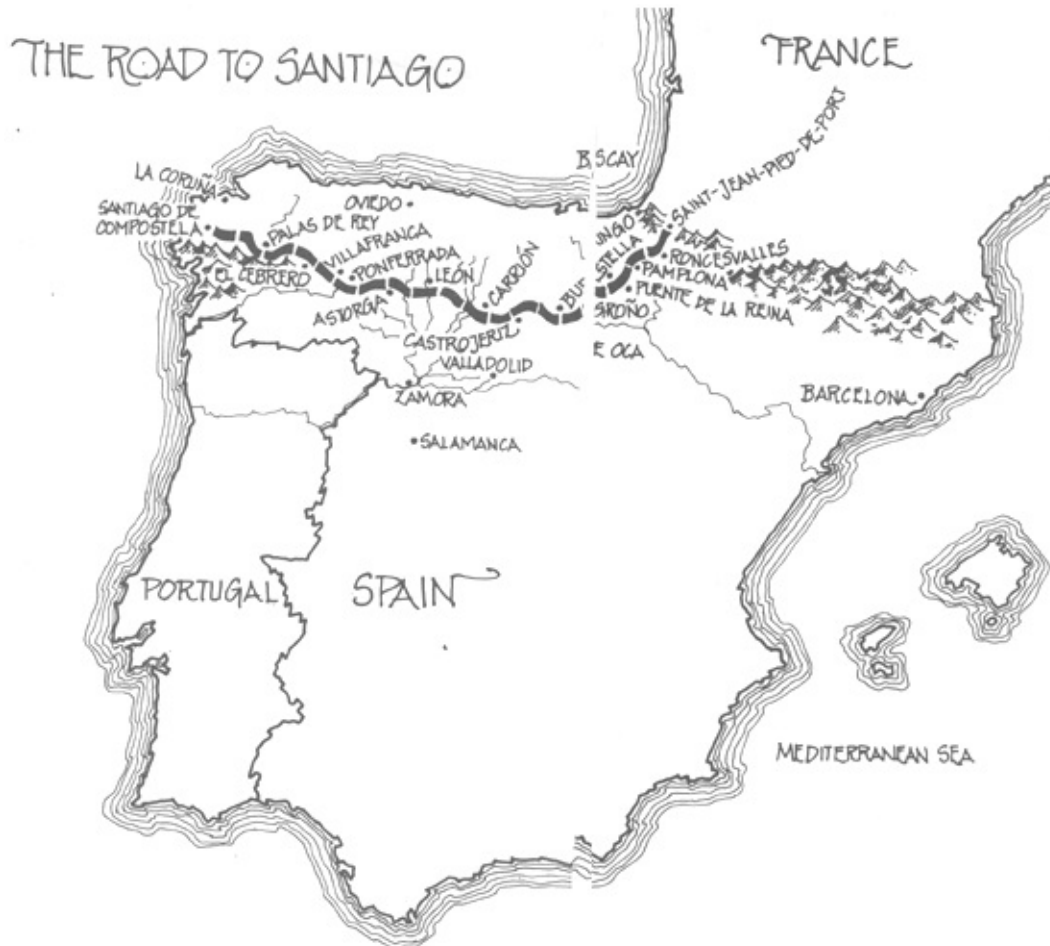 THE ROAD TO SANTIAGO
FRANCE
BISCAY
SAINT-JEAN-PIED-DE-PORT
LA CORUÑA
OVIEDO
SANTIAGO DE
COMPOSTELA
PALAS DE REY
EL CEBRERO
VILLAFRANCA
PONFERRADA
ASTORGA
LEÓN
CARRIÓN
CASTROJERIZ
RONCESVALLES
PAMPLONA
PUENTE DE LA REINA
E OCA
VALLADOLID
ZAMORA
SALAMANCA
BARCELONA
PORTUGAL
SPAIN
MEDITERRANEAN SEA